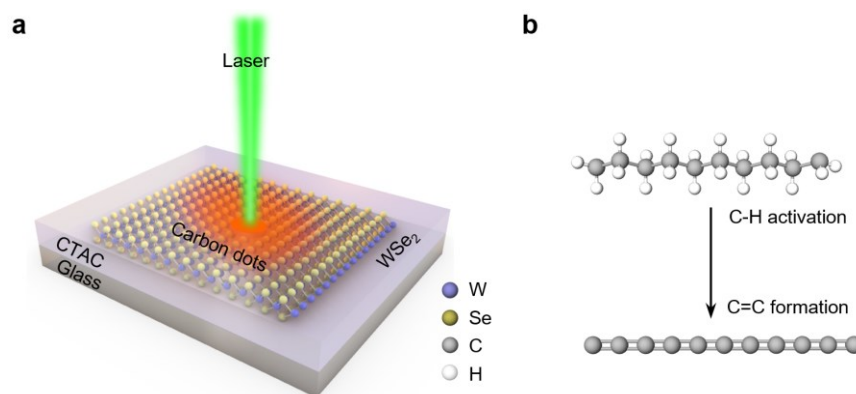 a
Laser
Carbon dots
CTAC
Glass
WSe₂
W
Se
C
H
b
C-H activation
C=C formation